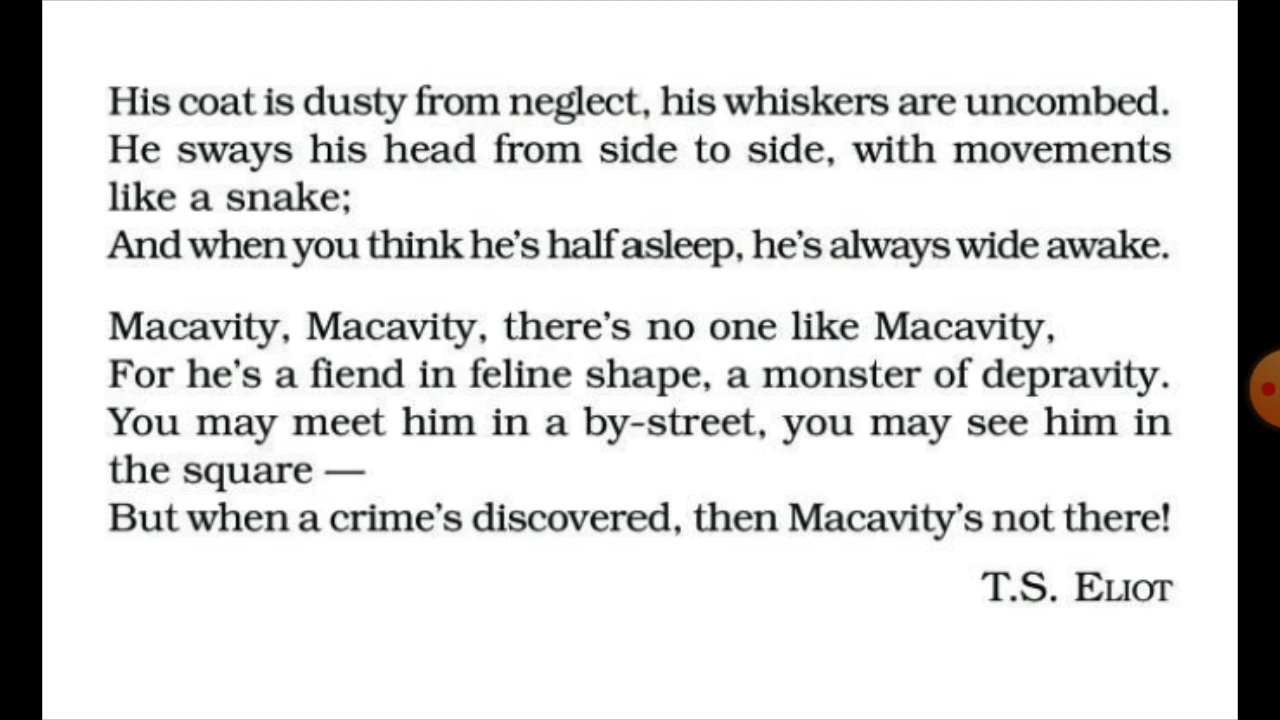 His coat is dusty from neglect, his whiskers are uncombed.
He sways his head from side to side, with movements
like a snake;
And when you think he's half asleep, he's always wide awake.
Macavity, Macavity, there's no one like Macavity,
For he's a fiend in feline shape, a monster of depravity.
You may meet him in a by-street, you may see him in
the square —
But when a crime's discovered, then Macavity's not there!
T.S. ELIOT